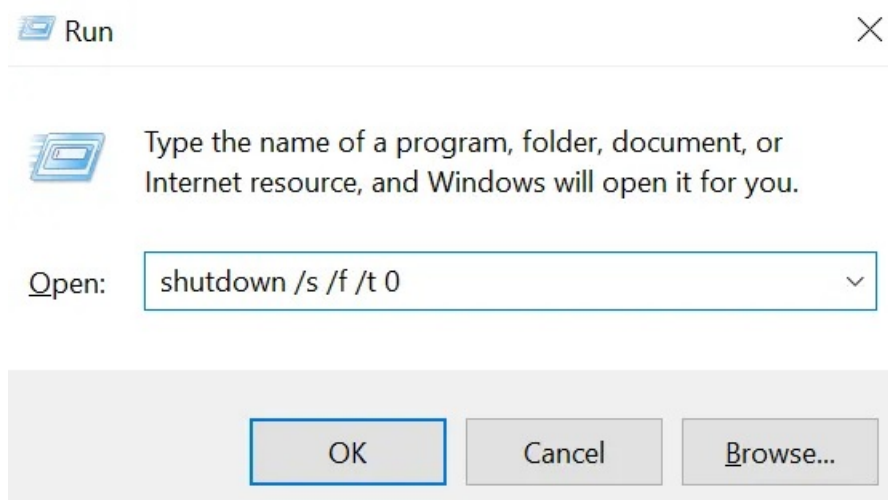 Run
Type the name of a program, folder, document, or
Internet resource, and Windows will open it for you.
Open: shutdown /s /f /t 0
OK Cancel Browse...